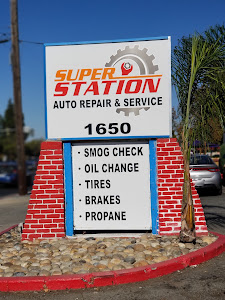 SUPER
STATION
AUTO REPAIR & SERVICE
1650
• SMOG CHECK
• OIL CHANGE
• TIRES
• BRAKES
• PROPANE